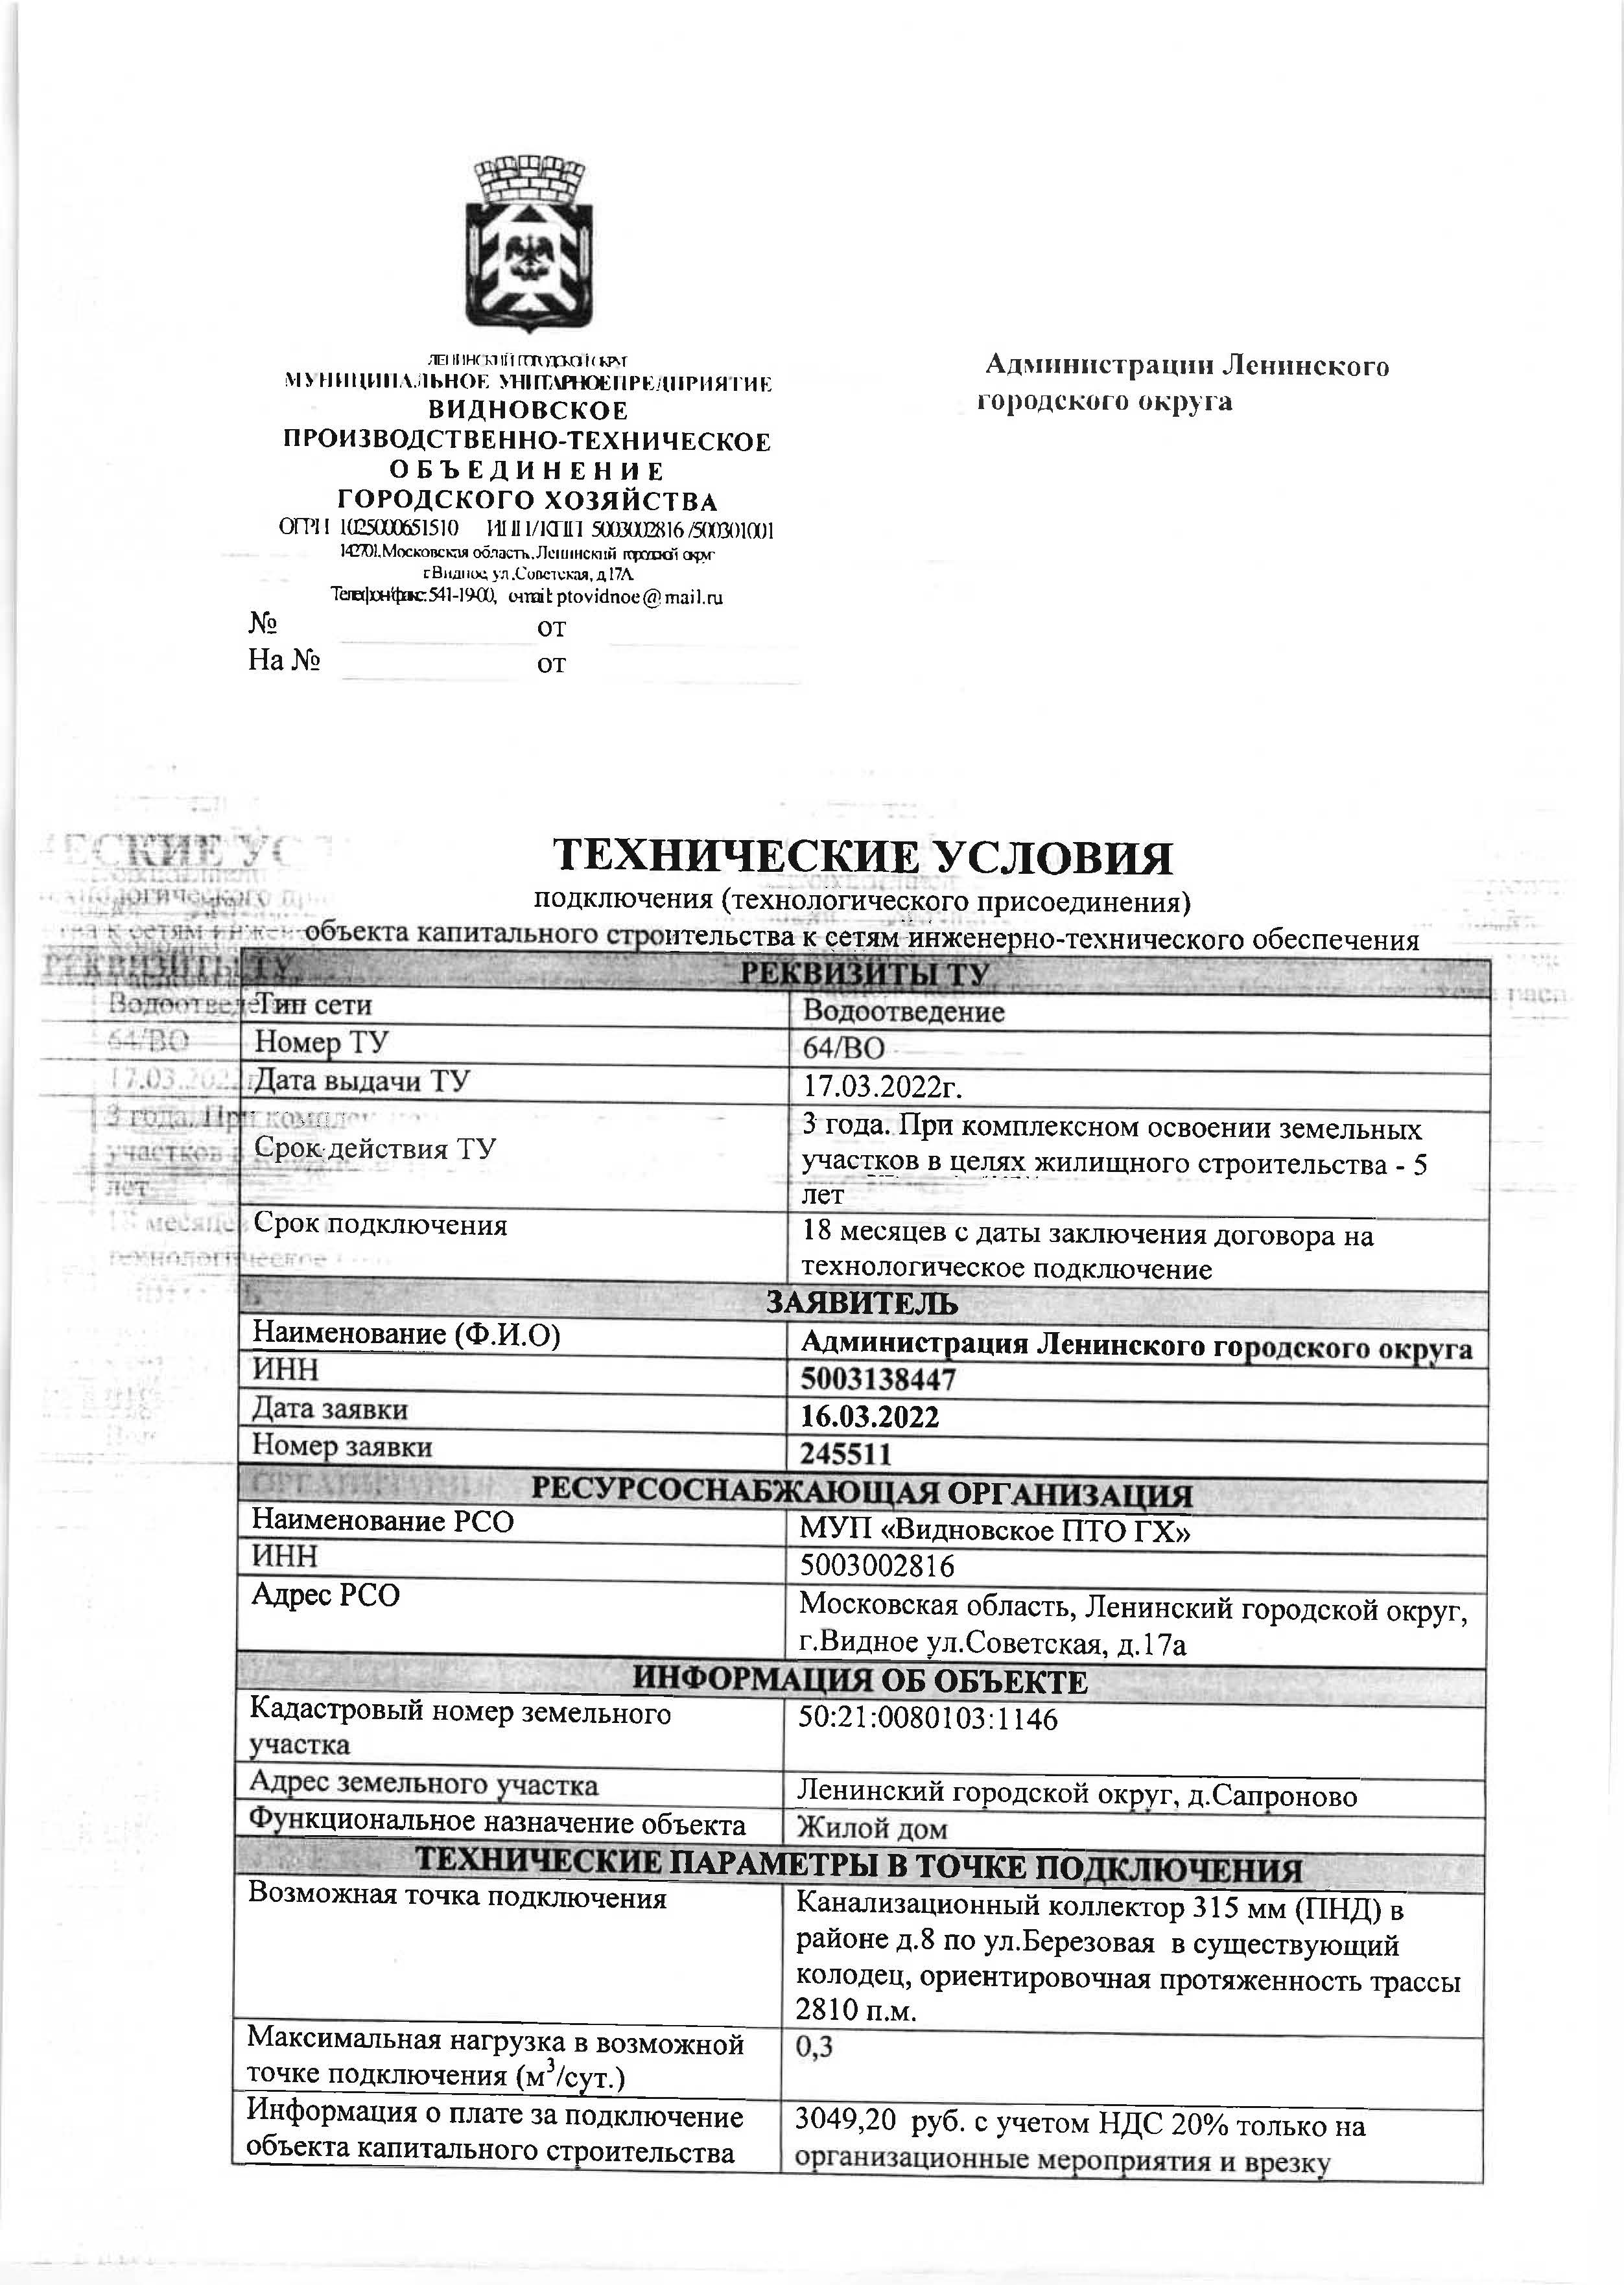 ЛЕНИНСКИЙ ГОРОДСКОЙ ОКРУГ
МУНИЦИПАЛЬНОЕ УНИТАРНОЕ ПРЕДПРИЯТИЕ
ВИДНОВСКОЕ
ПРОИЗВОДСТВЕННО-ТЕХНИЧЕСКОЕ
ОБЪЕДИНЕНИЕ
ГОРОДСКОГО ХОЗЯЙСТВА
ОГРН 1025000651510 ИНН/КПП 5003002816/500301001
142701, Московская область, Ленинский городской округ
г.Видное, ул.Советская, д.17А
Телефон/факс: 541-19-00, e-mail: ptovidnoe@mail.ru
№ от
На № от
Администрации Ленинского
городского округа
ТЕХНИЧЕСКИЕ УСЛОВИЯ
подключения (технологического присоединения)
объекта капитального строительства к сетям инженерно-технического обеспечения
РЕКВИЗИТЫ ТУ
Тип сети Водоотведение
Номер ТУ 64/ВО
Дата выдачи ТУ 17.03.2022г.
Срок действия ТУ 3 года. При комплексном освоении земельных
участков в целях жилищного строительства - 5
лет
Срок подключения 18 месяцев с даты заключения договора на
технологическое подключение
ЗАЯВИТЕЛЬ
Наименование (Ф.И.О) Администрация Ленинского городского округа
ИНН 5003138447
Дата заявки 16.03.2022
Номер заявки 245511
РЕСУРСОСНАБЖАЮЩАЯ ОРГАНИЗАЦИЯ
Наименование РСО МУП «Видновское ПТО ГХ»
ИНН 5003002816
Адрес РСО Московская область, Ленинский городской округ,
г.Видное ул.Советская, д.17а
ИНФОРМАЦИЯ ОБ ОБЪЕКТЕ
Кадастровый номер земельного 50:21:0080103:1146
участка
Адрес земельного участка Ленинский городской округ, д.Сапроново
Функциональное назначение объекта Жилой дом
ТЕХНИЧЕСКИЕ ПАРАМЕТРЫ В ТОЧКЕ ПОДКЛЮЧЕНИЯ
Возможная точка подключения Канализационный коллектор 315 мм (ПНД) в
районе д.8 по ул.Березовая в существующий
колодец, ориентировочная протяженность трассы
2810 п.м.
Максимальная нагрузка в возможной 0,3
точке подключения (м³/сут.)
Информация о плате за подключение 3049,20 руб. с учетом НДС 20% только на
объекта капитального строительства организационные мероприятия и врезку